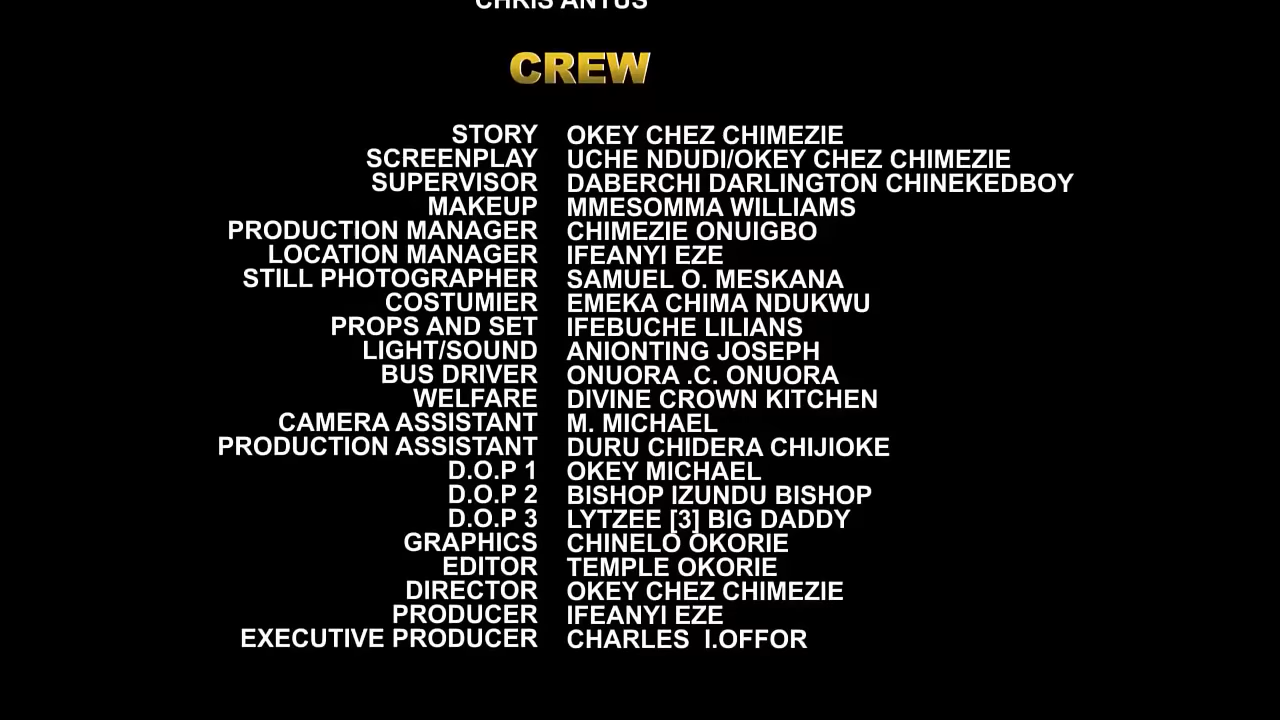 CHRIS ANTUS
CREW
STORY OKEY CHEZ CHIMEZIE
SCREENPLAY UCHE NDUDI/OKEY CHEZ CHIMEZIE
SUPERVISOR DABERCHI DARLINGTON CHINEKEDBOY
MAKEUP MMESOMMA WILLIAMS
PRODUCTION MANAGER CHIMEZIE ONUIGBO
LOCATION MANAGER IFEANYI EZE
STILL PHOTOGRAPHER SAMUEL O. MESKANA
COSTUMIER EMEKA CHIMA NDUKWU
PROPS AND SET IFEBUCHE LILIANS
LIGHT/SOUND ANIONTING JOSEPH
BUS DRIVER ONUORA .C. ONUORA
WELFARE DIVINE CROWN KITCHEN
CAMERA ASSISTANT M. MICHAEL
PRODUCTION ASSISTANT DURU CHIDERA CHIJIOKE
D.O.P 1 OKEY MICHAEL
D.O.P 2 BISHOP IZUNDU BISHOP
D.O.P 3 LYTZEE [3] BIG DADDY
GRAPHICS CHINELO OKORIE
EDITOR TEMPLE OKORIE
DIRECTOR OKEY CHEZ CHIMEZIE
PRODUCER IFEANYI EZE
EXECUTIVE PRODUCER CHARLES  I.OFFOR